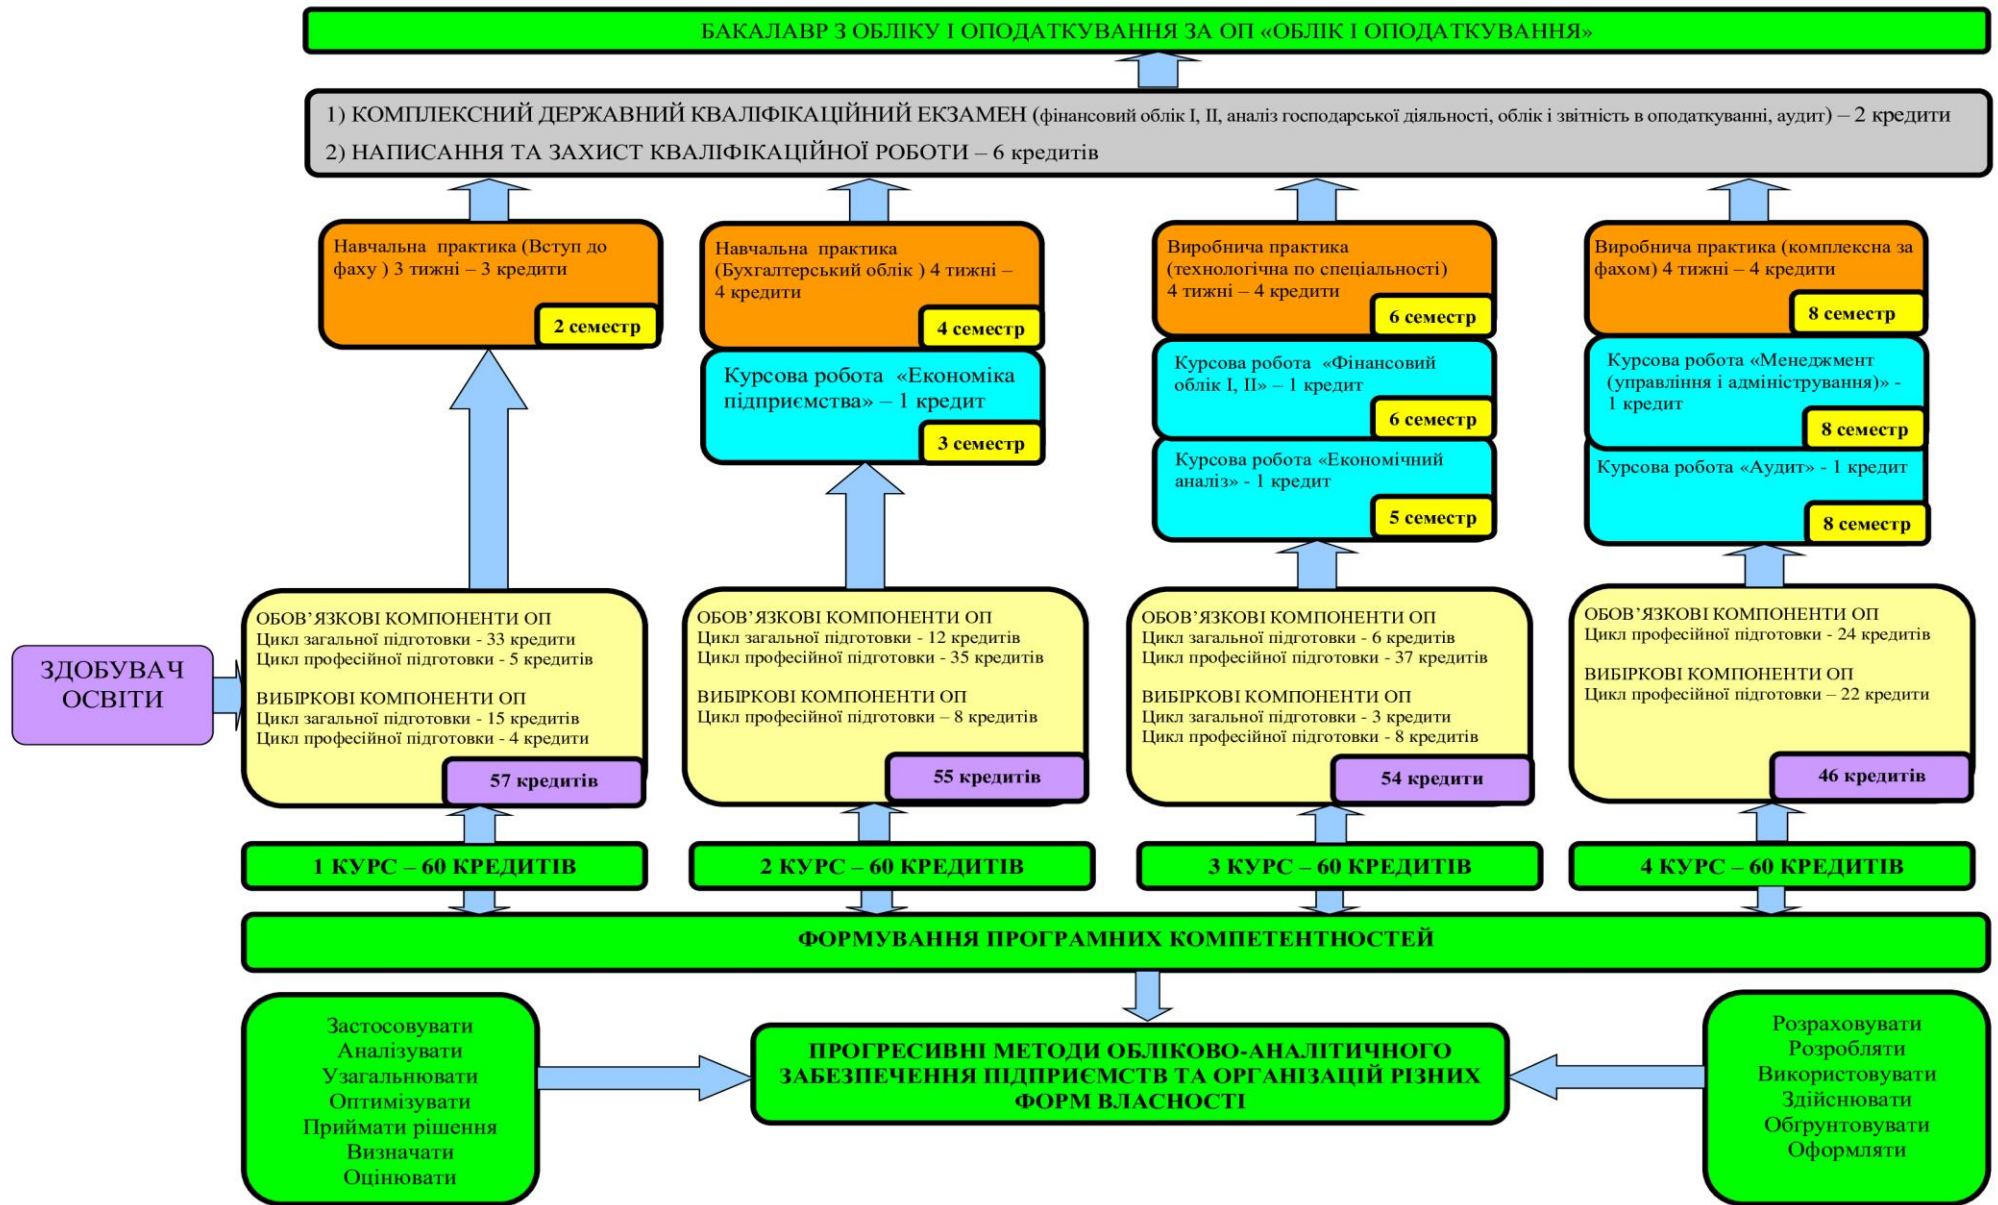 БАКАЛАВР З ОБЛІКУ І ОПОДАТКУВАННЯ ЗА ОП «ОБЛІК І ОПОДАТКУВАННЯ»
1) КОМПЛЕКСНИЙ ДЕРЖАВНИЙ КВАЛІФІКАЦІЙНИЙ ЕКЗАМЕН (фінансовий облік І, ІІ, аналіз господарської діяльності, облік і звітність в оподаткуванні, аудит) – 2 кредити
2) НАПИСАННЯ ТА ЗАХИСТ КВАЛІФІКАЦІЙНОЇ РОБОТИ – 6 кредитів
Навчальна практика (Вступ до
фаху ) 3 тижні – 3 кредити
2 семестр
Навчальна практика
(Бухгалтерський облік ) 4 тижні –
4 кредити
4 семестр
Курсова робота «Економіка
підприємства» – 1 кредит
3 семестр
Виробнича практика
(технологічна по спеціальності)
4 тижні – 4 кредити
6 семестр
Курсова робота «Фінансовий
облік І, ІІ» – 1 кредит
6 семестр
Курсова робота «Економічний
аналіз» - 1 кредит
5 семестр
Виробнича практика (комплексна за
фахом) 4 тижні – 4 кредити
8 семестр
Курсова робота «Менеджмент
(управління і адміністрування)» -
1 кредит
8 семестр
Курсова робота «Аудит» - 1 кредит
8 семестр
ЗДОБУВАЧ
ОСВІТИ
ОБОВ’ЯЗКОВІ КОМПОНЕНТИ ОП
Цикл загальної підготовки - 33 кредити
Цикл професійної підготовки - 5 кредитів
ВИБІРКОВІ КОМПОНЕНТИ ОП
Цикл загальної підготовки - 15 кредитів
Цикл професійної підготовки - 4 кредити
57 кредитів
ОБОВ’ЯЗКОВІ КОМПОНЕНТИ ОП
Цикл загальної підготовки - 12 кредитів
Цикл професійної підготовки - 35 кредитів
ВИБІРКОВІ КОМПОНЕНТИ ОП
Цикл професійної підготовки – 8 кредитів
55 кредитів
ОБОВ’ЯЗКОВІ КОМПОНЕНТИ ОП
Цикл загальної підготовки - 6 кредитів
Цикл професійної підготовки - 37 кредитів
ВИБІРКОВІ КОМПОНЕНТИ ОП
Цикл загальної підготовки - 3 кредити
Цикл професійної підготовки - 8 кредитів
54 кредити
ОБОВ’ЯЗКОВІ КОМПОНЕНТИ ОП
Цикл професійної підготовки - 24 кредитів
ВИБІРКОВІ КОМПОНЕНТИ ОП
Цикл професійної підготовки – 22 кредити
46 кредитів
1 КУРС – 60 КРЕДИТІВ
2 КУРС – 60 КРЕДИТІВ
3 КУРС – 60 КРЕДИТІВ
4 КУРС – 60 КРЕДИТІВ
ФОРМУВАННЯ ПРОГРАМНИХ КОМПЕТЕНТНОСТЕЙ
Застосовувати
Аналізувати
Узагальнювати
Оптимізувати
Приймати рішення
Визначати
Оцінювати
ПРОГРЕСИВНІ МЕТОДИ ОБЛІКОВО-АНАЛІТИЧНОГО
ЗАБЕЗПЕЧЕННЯ ПІДПРИЄМСТВ ТА ОРГАНІЗАЦІЙ РІЗНИХ
ФОРМ ВЛАСНОСТІ
Розраховувати
Розробляти
Використовувати
Здійснювати
Обґрунтовувати
Оформляти